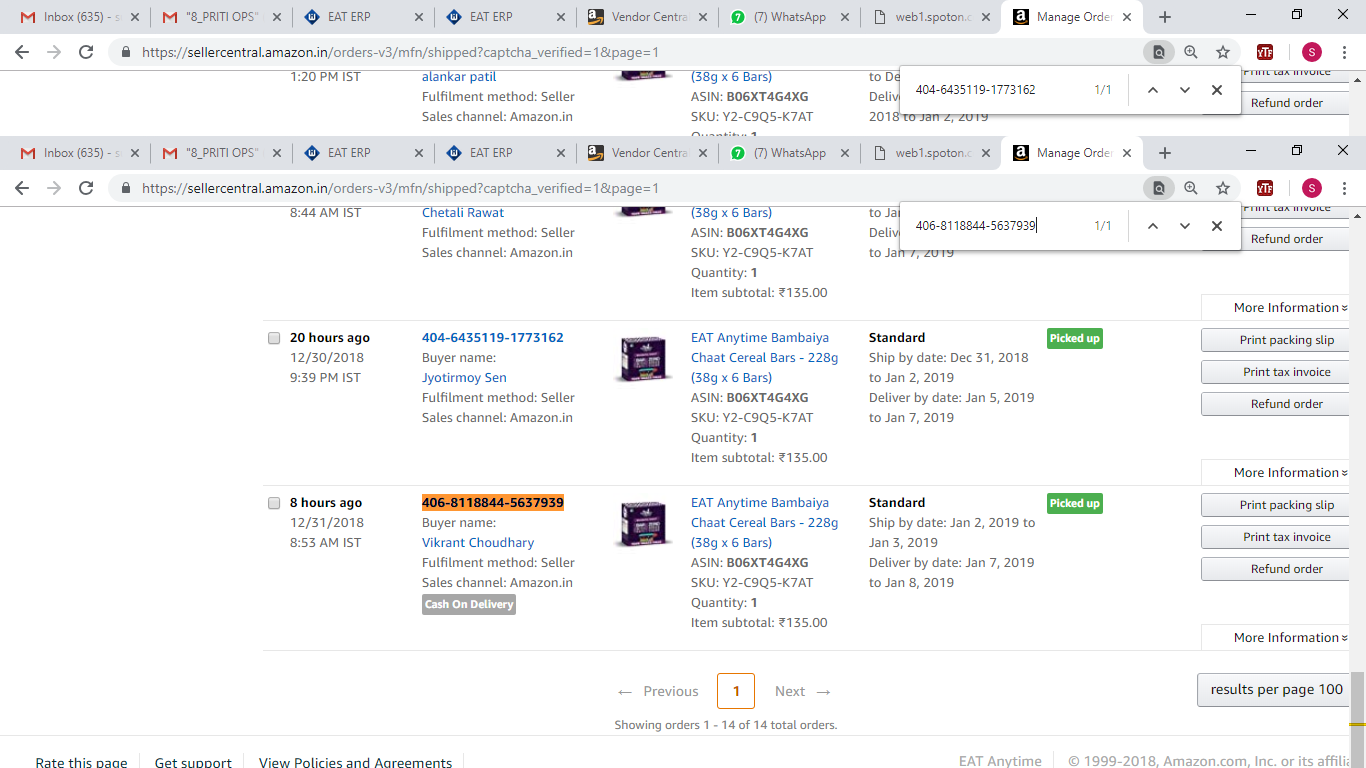 Inbox (635) - s
"8_PRITI OPS"
EAT ERP
EAT ERP
Vendor Centra
(7) WhatsApp
web1.spoton.c
Manage Order
https://sellercentral.amazon.in/orders-v3/mfn/shipped?captcha_verified=1&page=1
YTF
S
404-6435119-1773162 1/1
1:20 PM IST
alankar patil
Fulfilment method: Seller
Sales channel: Amazon.in
(38g x 6 Bars)
ASIN: B06XT4G4XG
SKU: Y2-C9Q5-K7AT
Quantity: 1
to De
Deliv
2018 to Jan 2, 2019
Print tax invoice
Refund order
Inbox (635) - s
"8_PRITI OPS"
EAT ERP
EAT ERP
Vendor Centra
(7) WhatsApp
web1.spoton.c
Manage Order
https://sellercentral.amazon.in/orders-v3/mfn/shipped?captcha_verified=1&page=1
YTF
S
406-8118844-5637939 1/1
8:44 AM IST
Chetali Rawat
Fulfilment method: Seller
Sales channel: Amazon.in
(38g x 6 Bars)
ASIN: B06XT4G4XG
SKU: Y2-C9Q5-K7AT
Quantity: 1
Item subtotal: ₹135.00
to Jan
Deliv
to Jan 7, 2019
Print tax invoice
Refund order
More Information
20 hours ago
12/30/2018
9:39 PM IST
404-6435119-1773162
Buyer name:
Jyotirmoy Sen
Fulfilment method: Seller
Sales channel: Amazon.in
EAT Anytime Bambaiya
Chaat Cereal Bars - 228g
(38g x 6 Bars)
ASIN: B06XT4G4XG
SKU: Y2-C9Q5-K7AT
Quantity: 1
Item subtotal: ₹135.00
Standard
Ship by date: Dec 31, 2018
to Jan 2, 2019
Deliver by date: Jan 5, 2019
to Jan 7, 2019
Picked up
Print packing slip
Print tax invoice
Refund order
More Information
8 hours ago
12/31/2018
8:53 AM IST
406-8118844-5637939
Buyer name:
Vikrant Choudhary
Fulfilment method: Seller
Sales channel: Amazon.in
Cash On Delivery
EAT Anytime Bambaiya
Chaat Cereal Bars - 228g
(38g x 6 Bars)
ASIN: B06XT4G4XG
SKU: Y2-C9Q5-K7AT
Quantity: 1
Item subtotal: ₹135.00
Standard
Ship by date: Jan 2, 2019 to
Jan 3, 2019
Deliver by date: Jan 7, 2019
to Jan 8, 2019
Picked up
Print packing slip
Print tax invoice
Refund order
More Information
← Previous 1 Next →
Showing orders 1 - 14 of 14 total orders.
results per page 100
Rate this page
Get support
View Policies and Agreements
EAT Anytime
© 1999-2018, Amazon.com, Inc. or its affilia